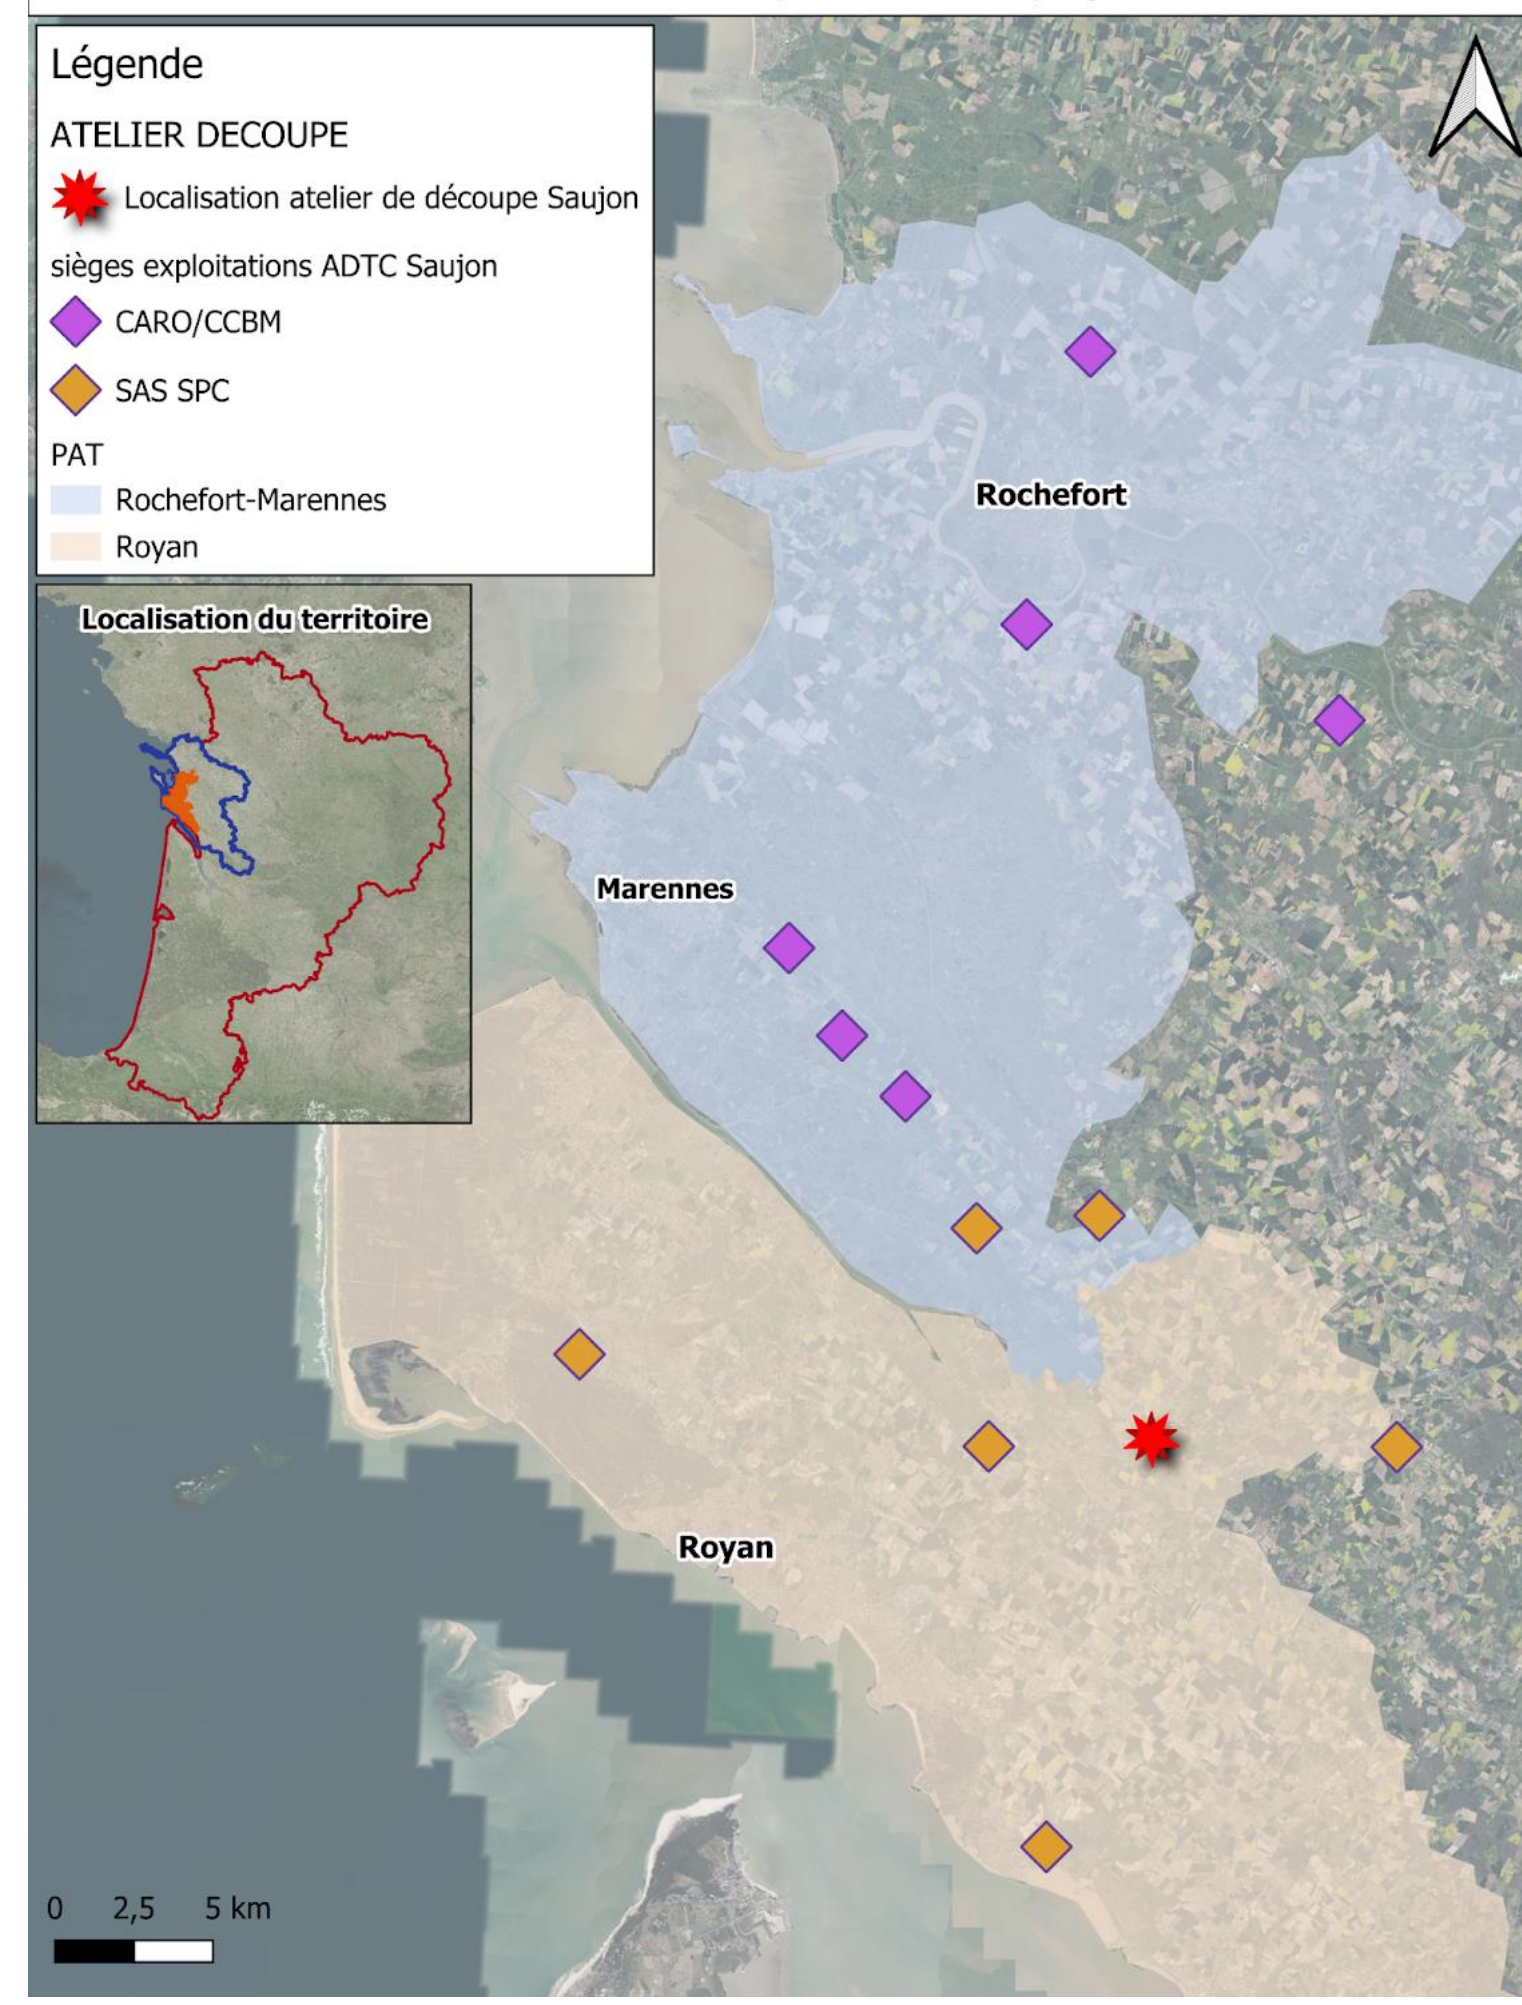 Légende
ATELIER DECOUPE
Localisation atelier de découpe Saujon
sièges exploitations ADTC Saujon
CARO/CCBM
SAS SPC
PAT
Rochefort-Marennes
Royan
Localisation du territoire
Rochefort
Marennes
Royan
0 2,5 5 km